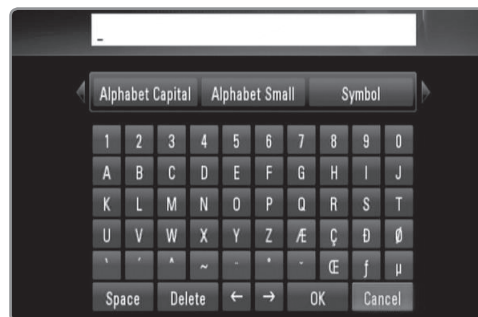 _
Alphabet Capital Alphabet Small Symbol
1 2 3 4 5 6 7 8 9 0
A B C D E F G H I J
K L M N O P Q R S T
U V W X Y Z Æ Ç Ð Ø
` ´ ^ ~ ¨ ° ˘ Œ ƒ µ
Space Delete ← → OK Cancel